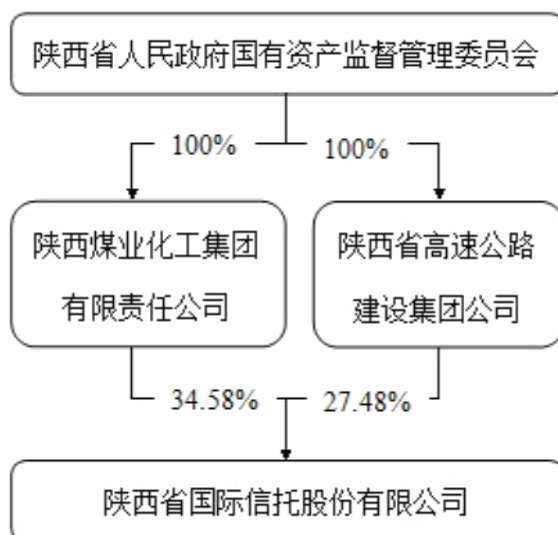 陕西省人民政府国有资产监督管理委员会
100%
100%
陕西煤业化工集团
有限责任公司
陕西省高速公路
建设集团公司
34.58%
27.48%
陕西省国际信托股份有限公司